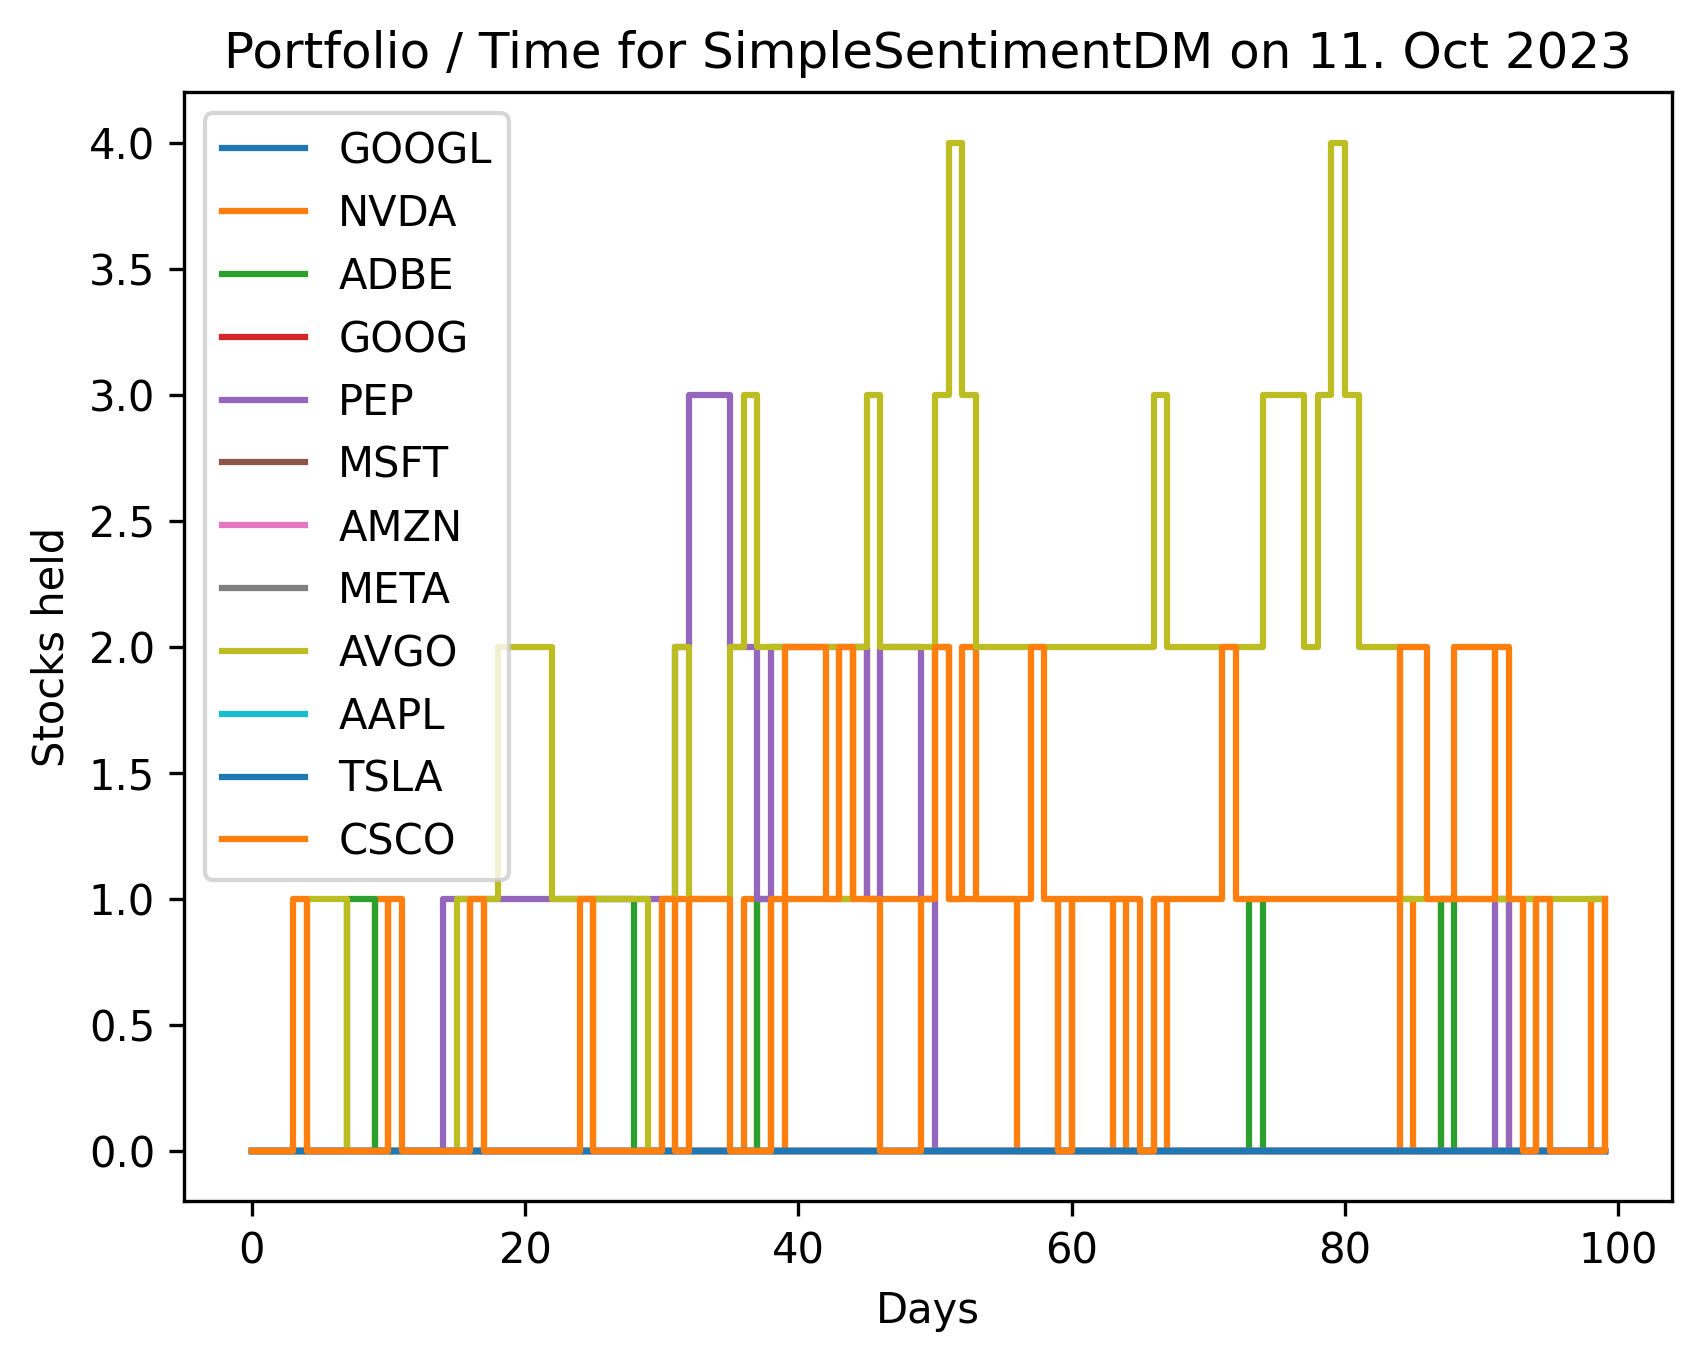 Portfolio / Time for SimpleSentimentDM on 11. Oct 2023
4.0
3.5
3.0
2.5
2.0
1.5
1.0
0.5
0.0
Stocks held
GOOGL
NVDA
ADBE
GOOG
PEP
MSFT
AMZN
META
AVGO
AAPL
TSLA
CSCO
0 20 40 60 80 100
Days